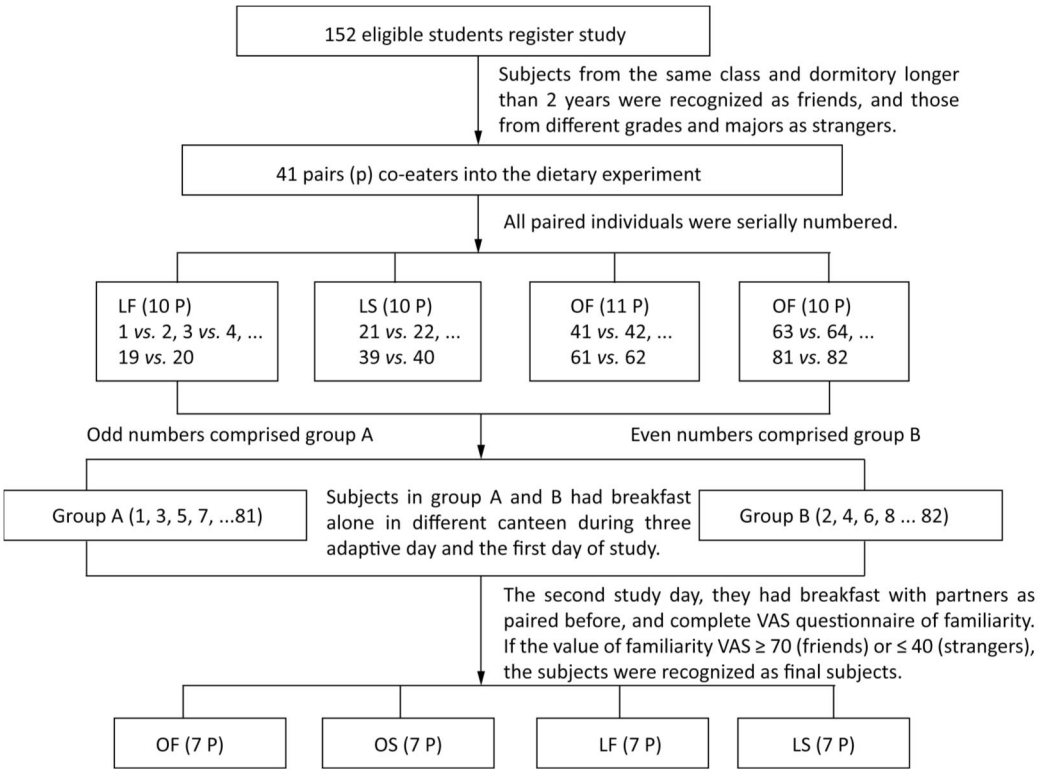 152 eligible students register study
Subjects from the same class and dormitory longer
than 2 years were recognized as friends, and those
from different grades and majors as strangers.
41 pairs (p) co-eaters into the dietary experiment
All paired individuals were serially numbered.
LF (10 P)
1 vs. 2, 3 vs. 4, ...
19 vs. 20
LS (10 P)
21 vs. 22, ...
39 vs. 40
OF (11 P)
41 vs. 42, ...
61 vs. 62
OF (10 P)
63 vs. 64, ...
81 vs. 82
Odd numbers comprised group A
Even numbers comprised group B
Group A (1, 3, 5, 7, ...81)
Subjects in group A and B had breakfast
alone in different canteen during three
adaptive day and the first day of study.
Group B (2, 4, 6, 8 ... 82)
The second study day, they had breakfast with partners as
paired before, and complete VAS questionnaire of familiarity.
If the value of familiarity VAS ≥ 70 (friends) or ≤ 40 (strangers),
the subjects were recognized as final subjects.
OF (7 P)
OS (7 P)
LF (7 P)
LS (7 P)